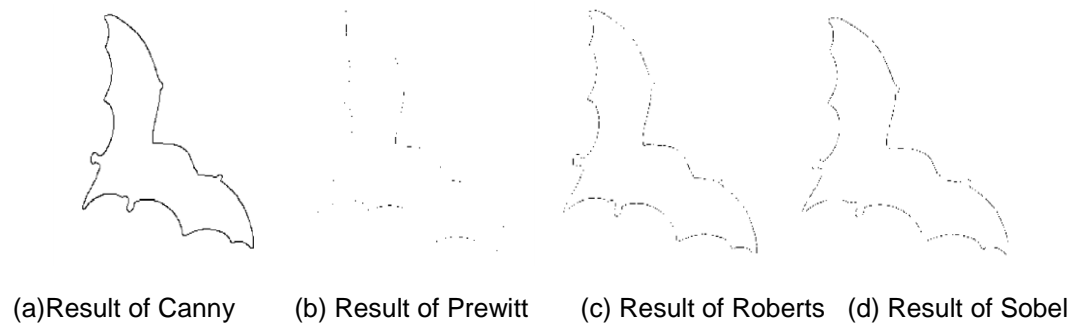 (a)Result of Canny (b) Result of Prewitt (c) Result of Roberts (d) Result of Sobel